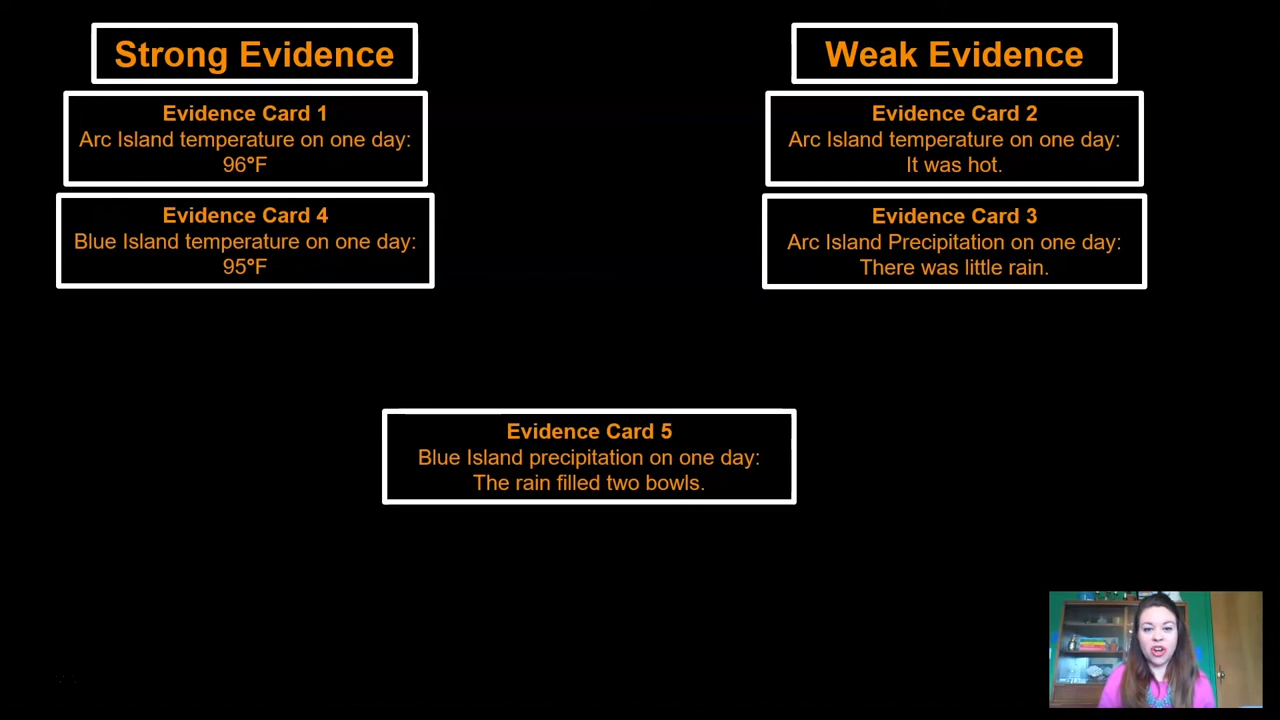 Strong Evidence
Evidence Card 1
Arc Island temperature on one day:
96°F
Evidence Card 4
Blue Island temperature on one day:
95°F
Weak Evidence
Evidence Card 2
Arc Island temperature on one day:
It was hot.
Evidence Card 3
Arc Island Precipitation on one day:
There was little rain.
Evidence Card 5
Blue Island precipitation on one day:
The rain filled two bowls.